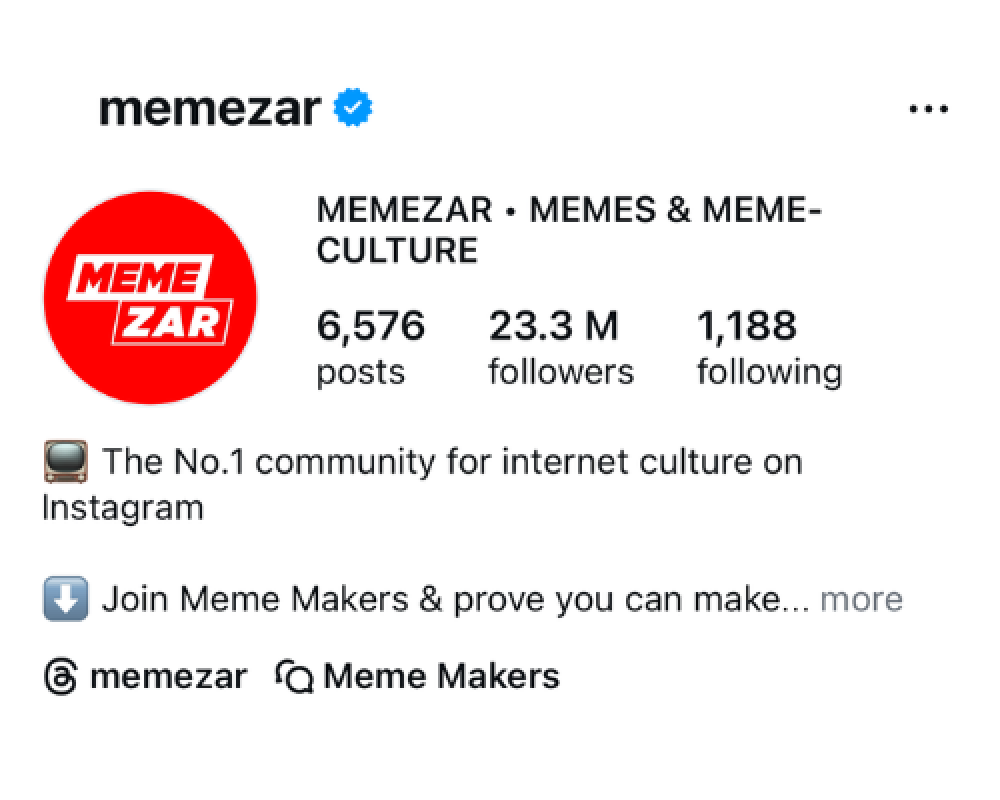 memezar
MEME
ZAR
MEMEZAR • MEMES & MEME-
CULTURE
6,576 23.3 M 1,188
posts followers following
The No.1 community for internet culture on
Instagram
Join Meme Makers & prove you can make... more
memezar Meme Makers